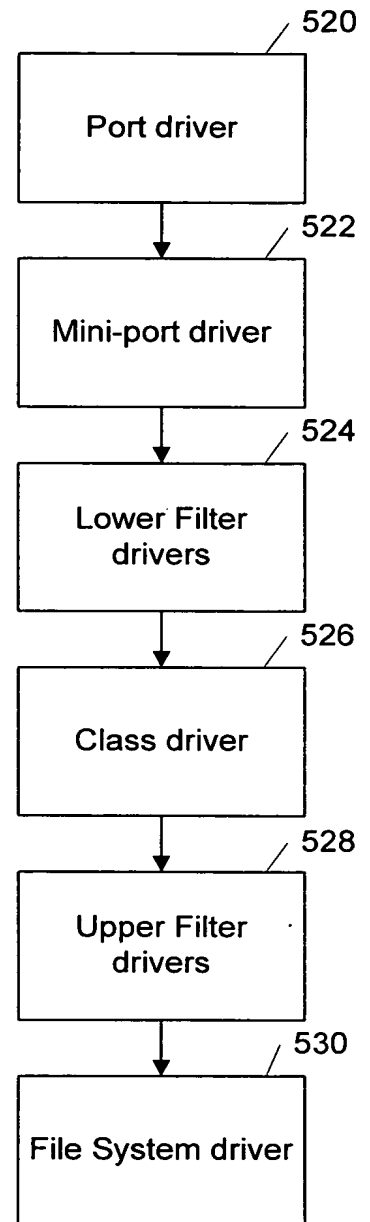 520
Port driver
522
Mini-port driver
524
Lower Filter
drivers
526
Class driver
528
Upper Filter
drivers
530
File System driver